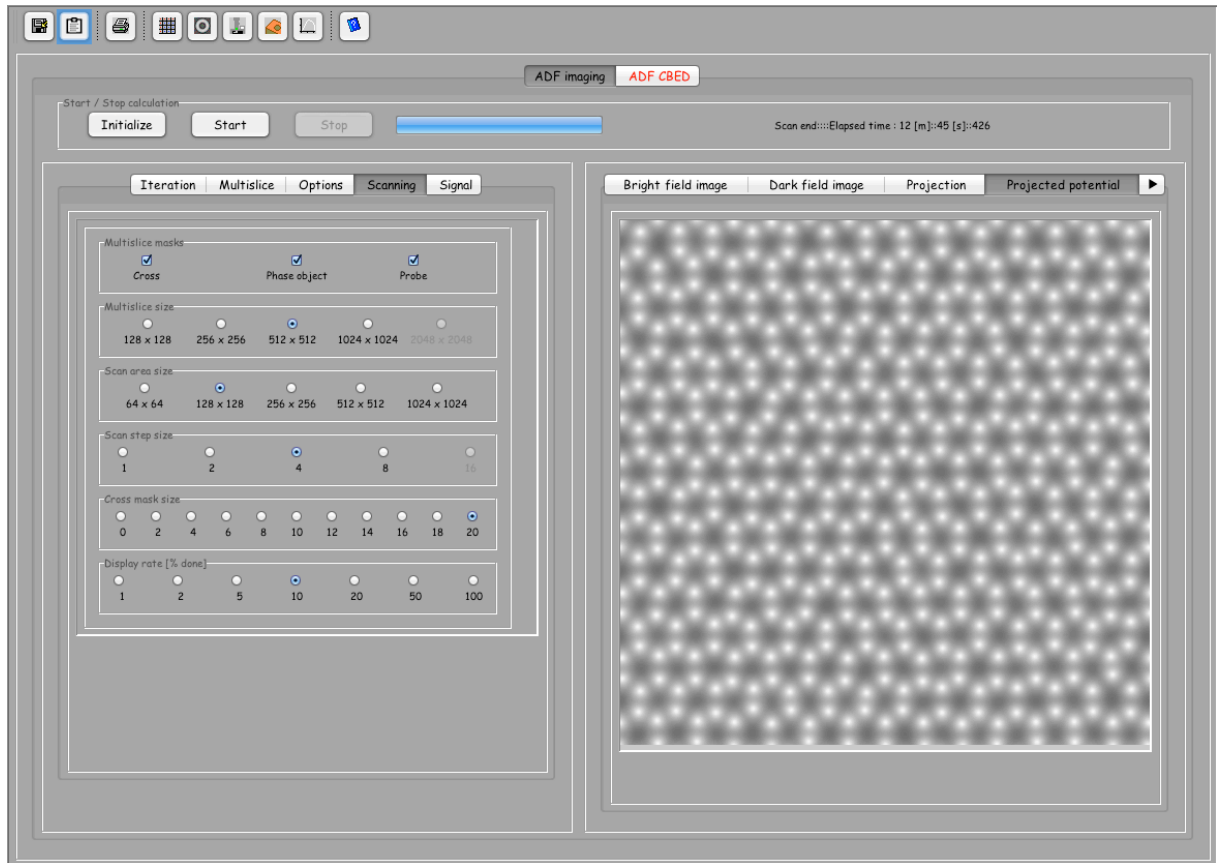 ADF imaging ADF CBED
Start / Stop calculation
Initialize Start Stop Scan end::::Elapsed time : 12 [m]::45 [s]::426
Iteration Multislice Options Scanning Signal
Multislice masks
Cross Phase object Probe
Multislice size
128 x 128 256 x 256 512 x 512 1024 x 1024 2048 x 2048
Scan area size
64 x 64 128 x 128 256 x 256 512 x 512 1024 x 1024
Scan step size
1 2 4 8 16
Cross mask size
0 2 4 6 8 10 12 14 16 18 20
Display rate [% done]
1 2 5 10 20 50 100
Bright field image Dark field image Projection Projected potential